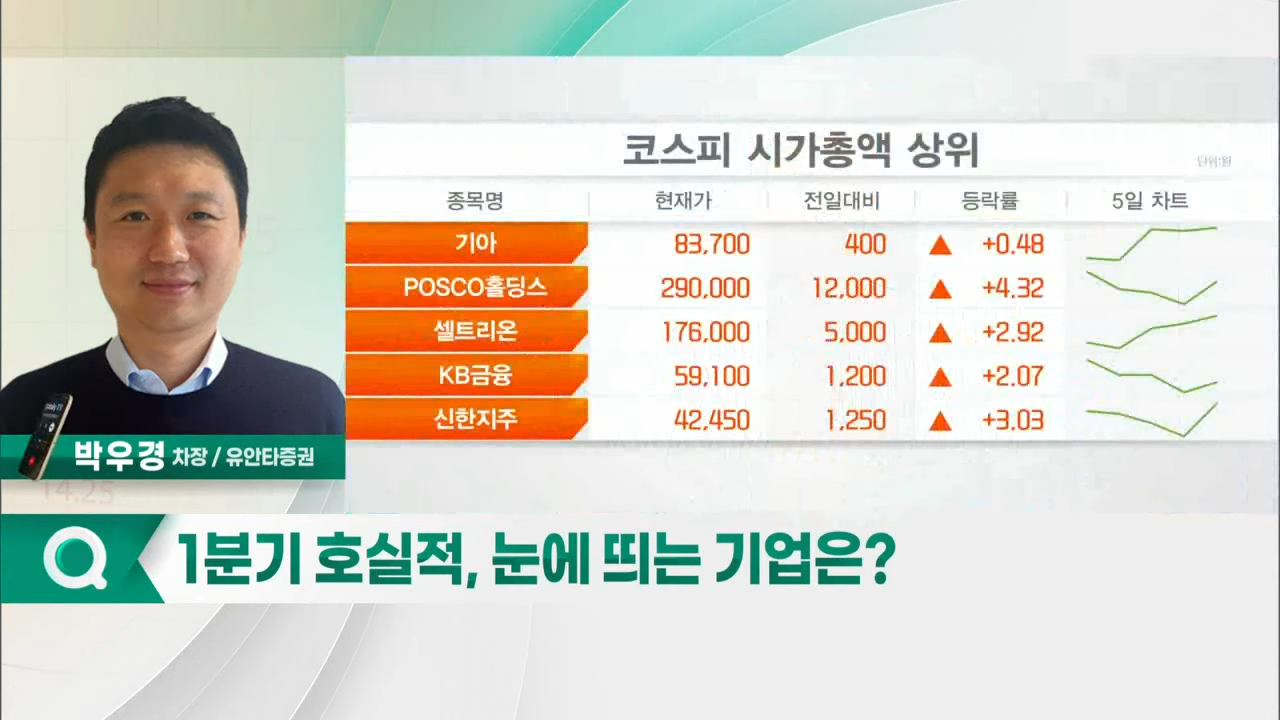 코스피 시가총액 상위
단위:원
종목명 현재가 전일대비 등락률 5일 차트
기아 83,700 400 ▲ +0.48
POSCO홀딩스 290,000 12,000 ▲ +4.32
셀트리온 176,000 5,000 ▲ +2.92
KB금융 59,100 1,200 ▲ +2.07
신한지주 42,450 1,250 ▲ +3.03
박우경 차장 / 유안타증권
14.25
Q 1분기 호실적, 눈에 띄는 기업은?